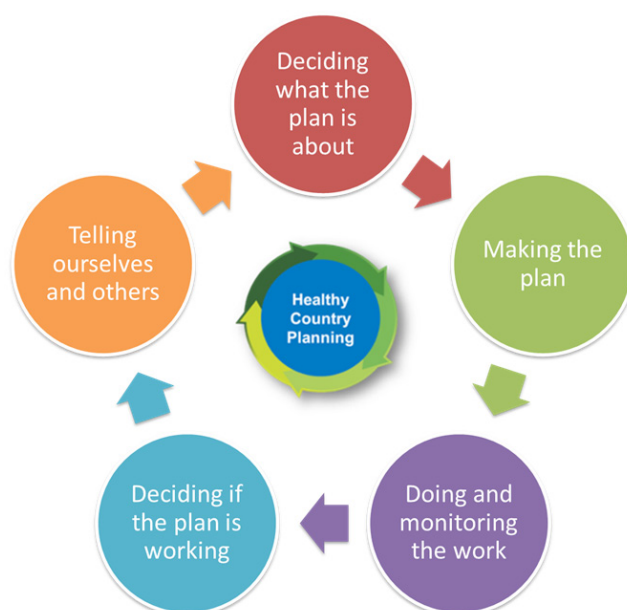 Deciding
what the
plan is
about
Making the
plan
Doing and
monitoring
the work
Deciding if
the plan is
working
Telling
ourselves
and others
Healthy
Country
Planning